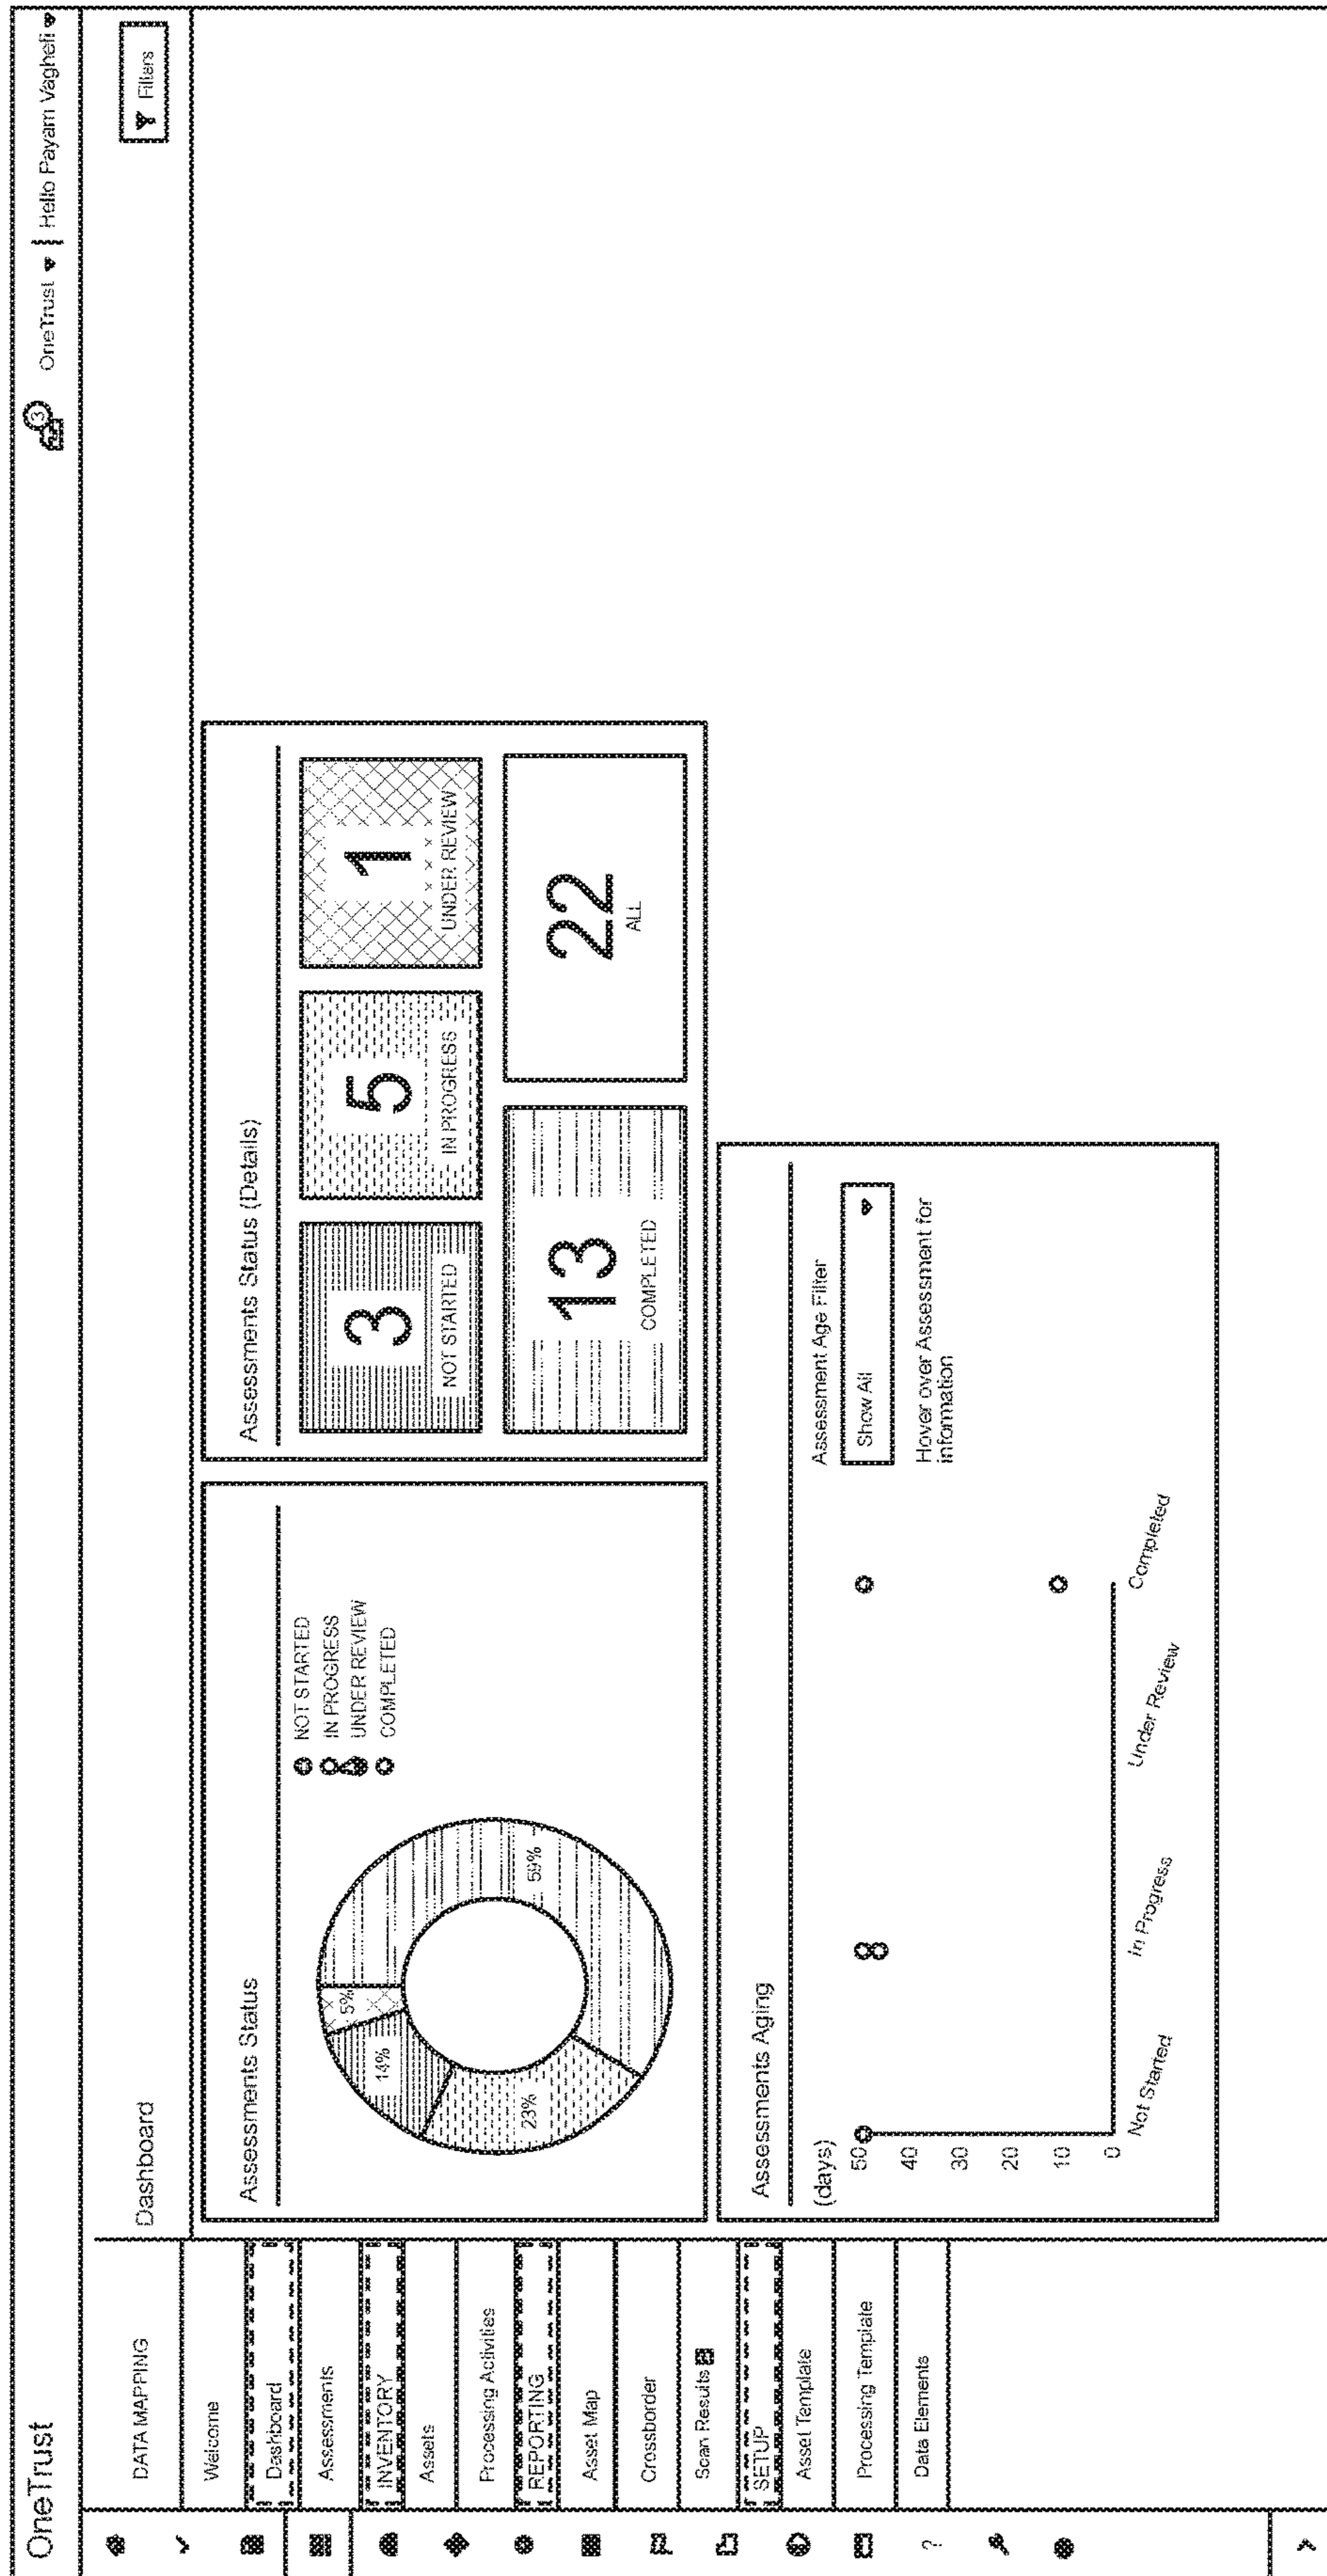 OneTrust
3
OneTrust
Hello Payam Vaghefi
DATA MAPPING
Welcome
Dashboard
Assessments
INVENTORY
Assets
Processing Activities
REPORTING
Asset Map
Crossborder
Scan Results
SETUP
Asset Template
Processing Template
Data Elements
?
Dashboard
Filters
Assessments Status
5%
14%
23%
59%
NOT STARTED
IN PROGRESS
UNDER REVIEW
COMPLETED
Assessments Status (Details)
3
NOT STARTED
5
IN PROGRESS
1
UNDER REVIEW
13
COMPLETED
22
ALL
Assessments Aging
(days)
50
40
30
20
10
0
Not Started
In Progress
Under Review
Completed
Assessment Age Filter
Show All
Hover over Assessment for
information